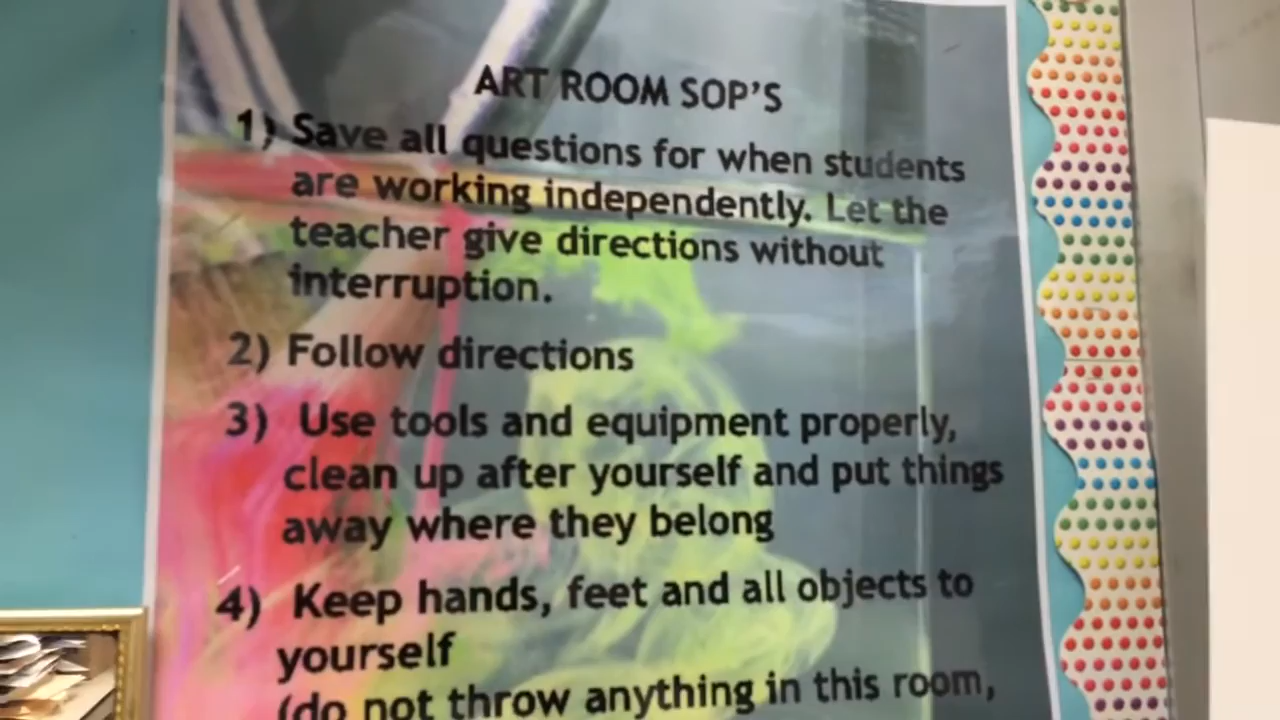 ART ROOM SOP'S
1) Save all questions for when students
are working independently. Let the
teacher give directions without
interruption.
2) Follow directions
3) Use tools and equipment properly,
clean up after yourself and put things
away where they belong
4) Keep hands, feet and all objects to
yourself
(do not throw anything in this room,